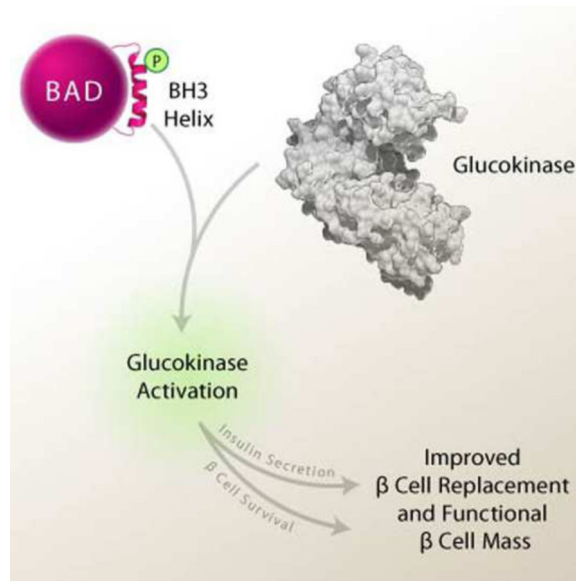 BAD
P
BH3
Helix
Glucokinase
Glucokinase
Activation
Insulin Secretion
β Cell Survival
Improved
β Cell Replacement
and Functional
β Cell Mass